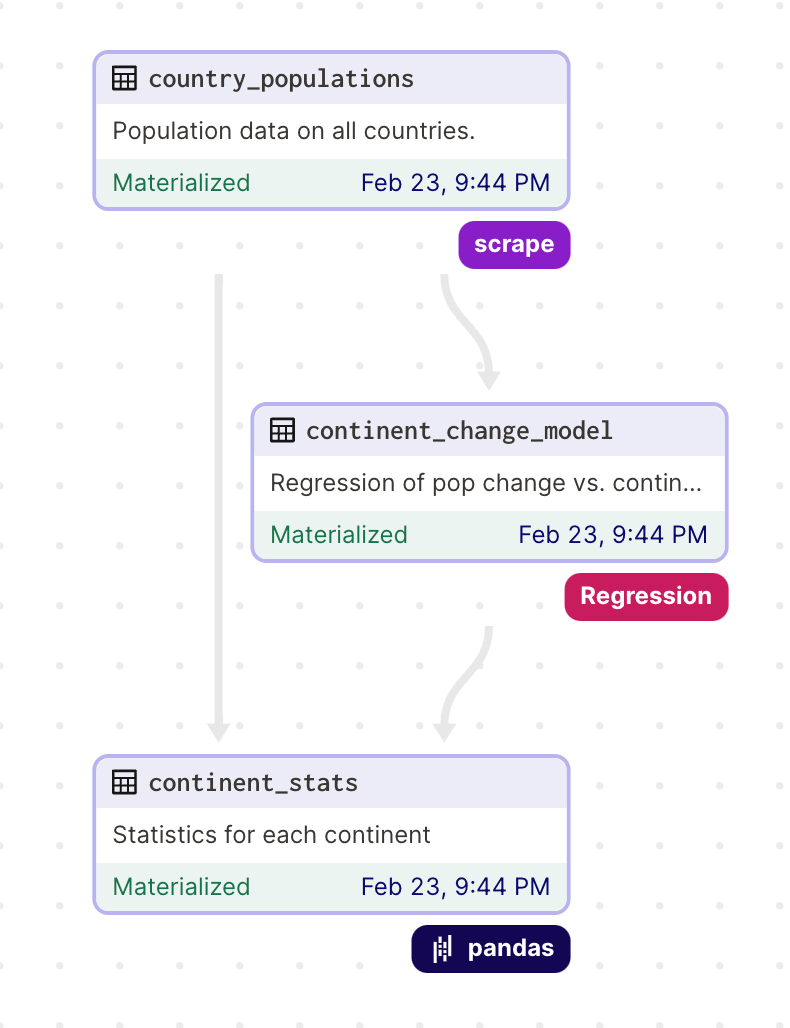 country_populations
Population data on all countries.
Materialized Feb 23, 9:44 PM
scrape
continent_change_model
Regression of pop change vs. contin...
Materialized Feb 23, 9:44 PM
Regression
continent_stats
Statistics for each continent
Materialized Feb 23, 9:44 PM
pandas